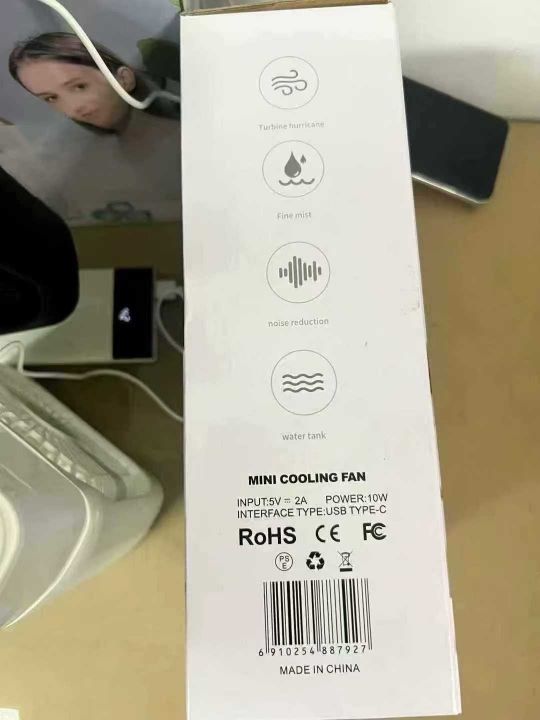 Turbine hurricane
Fine mist
noise reduction
water tank
MINI COOLING FAN
INPUT:5V⎓2A POWER:10W
INTERFACE TYPE:USB TYPE-C
RoHS CE FC
PS
E
6 910254 887927
MADE IN CHINA